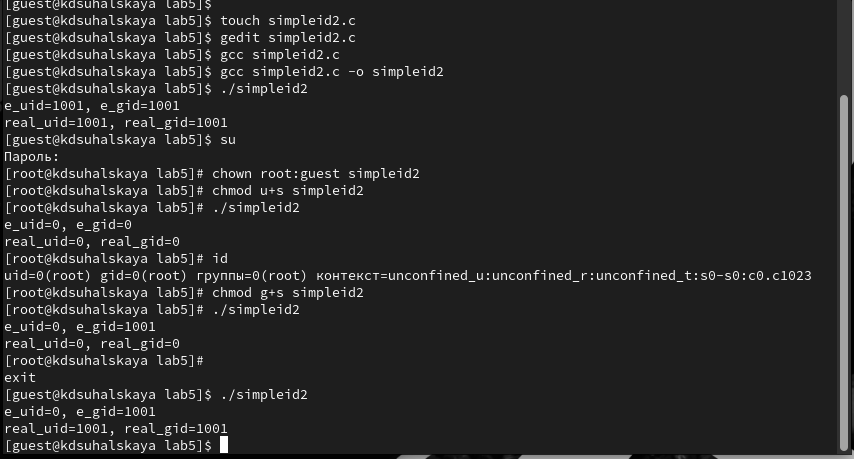 [guest@kdsuhalskaya lab5]$
[guest@kdsuhalskaya lab5]$ touch simpleid2.c
[guest@kdsuhalskaya lab5]$ gedit simpleid2.c
[guest@kdsuhalskaya lab5]$ gcc simpleid2.c
[guest@kdsuhalskaya lab5]$ gcc simpleid2.c -o simpleid2
[guest@kdsuhalskaya lab5]$ ./simpleid2
e_uid=1001, e_gid=1001
real_uid=1001, real_gid=1001
[guest@kdsuhalskaya lab5]$ su
Пароль:
[root@kdsuhalskaya lab5]# chown root:guest simpleid2
[root@kdsuhalskaya lab5]# chmod u+s simpleid2
[root@kdsuhalskaya lab5]# ./simpleid2
e_uid=0, e_gid=0
real_uid=0, real_gid=0
[root@kdsuhalskaya lab5]# id
uid=0(root) gid=0(root) группы=0(root) контекст=unconfined_u:unconfined_r:unconfined_t:s0-s0:c0.c1023
[root@kdsuhalskaya lab5]# chmod g+s simpleid2
[root@kdsuhalskaya lab5]# ./simpleid2
e_uid=0, e_gid=1001
real_uid=0, real_gid=0
[root@kdsuhalskaya lab5]#
exit
[guest@kdsuhalskaya lab5]$ ./simpleid2
e_uid=0, e_gid=1001
real_uid=1001, real_gid=1001
[guest@kdsuhalskaya lab5]$